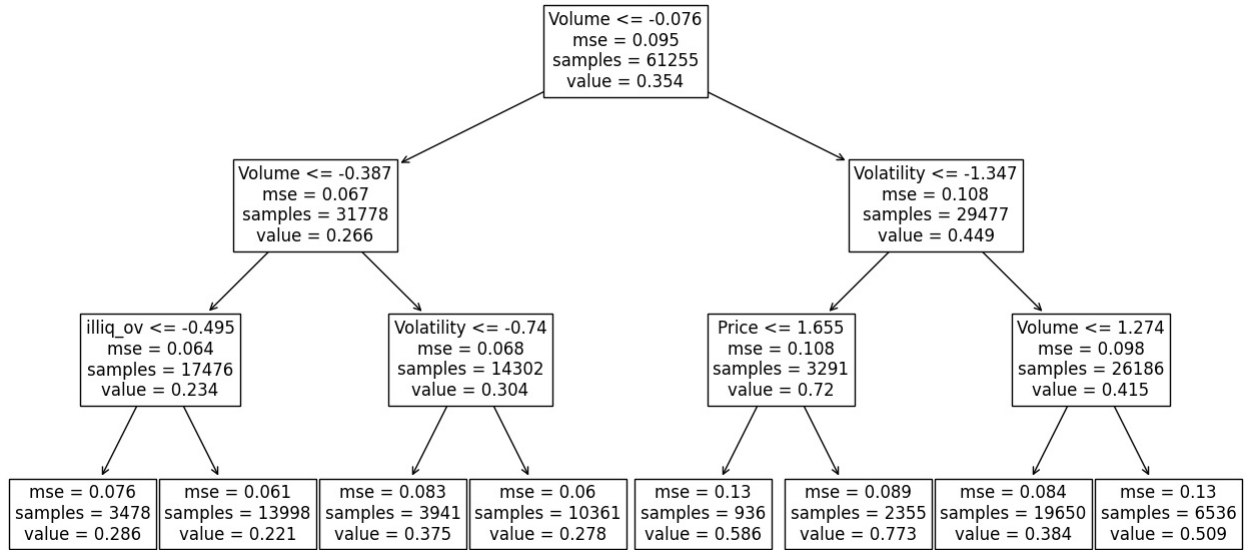 Volume <= -0.076
mse = 0.095
samples = 61255
value = 0.354
Volume <= -0.387
mse = 0.067
samples = 31778
value = 0.266
Volatility <= -1.347
mse = 0.108
samples = 29477
value = 0.449
illiq_ov <= -0.495
mse = 0.064
samples = 17476
value = 0.234
Volatility <= -0.74
mse = 0.068
samples = 14302
value = 0.304
Price <= 1.655
mse = 0.108
samples = 3291
value = 0.72
Volume <= 1.274
mse = 0.098
samples = 26186
value = 0.415
mse = 0.076
samples = 3478
value = 0.286
mse = 0.061
samples = 13998
value = 0.221
mse = 0.083
samples = 3941
value = 0.375
mse = 0.06
samples = 10361
value = 0.278
mse = 0.13
samples = 936
value = 0.586
mse = 0.089
samples = 2355
value = 0.773
mse = 0.084
samples = 19650
value = 0.384
mse = 0.13
samples = 6536
value = 0.509